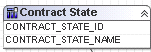 Contract State
CONTRACT_STATE_ID
CONTRACT_STATE_NAME